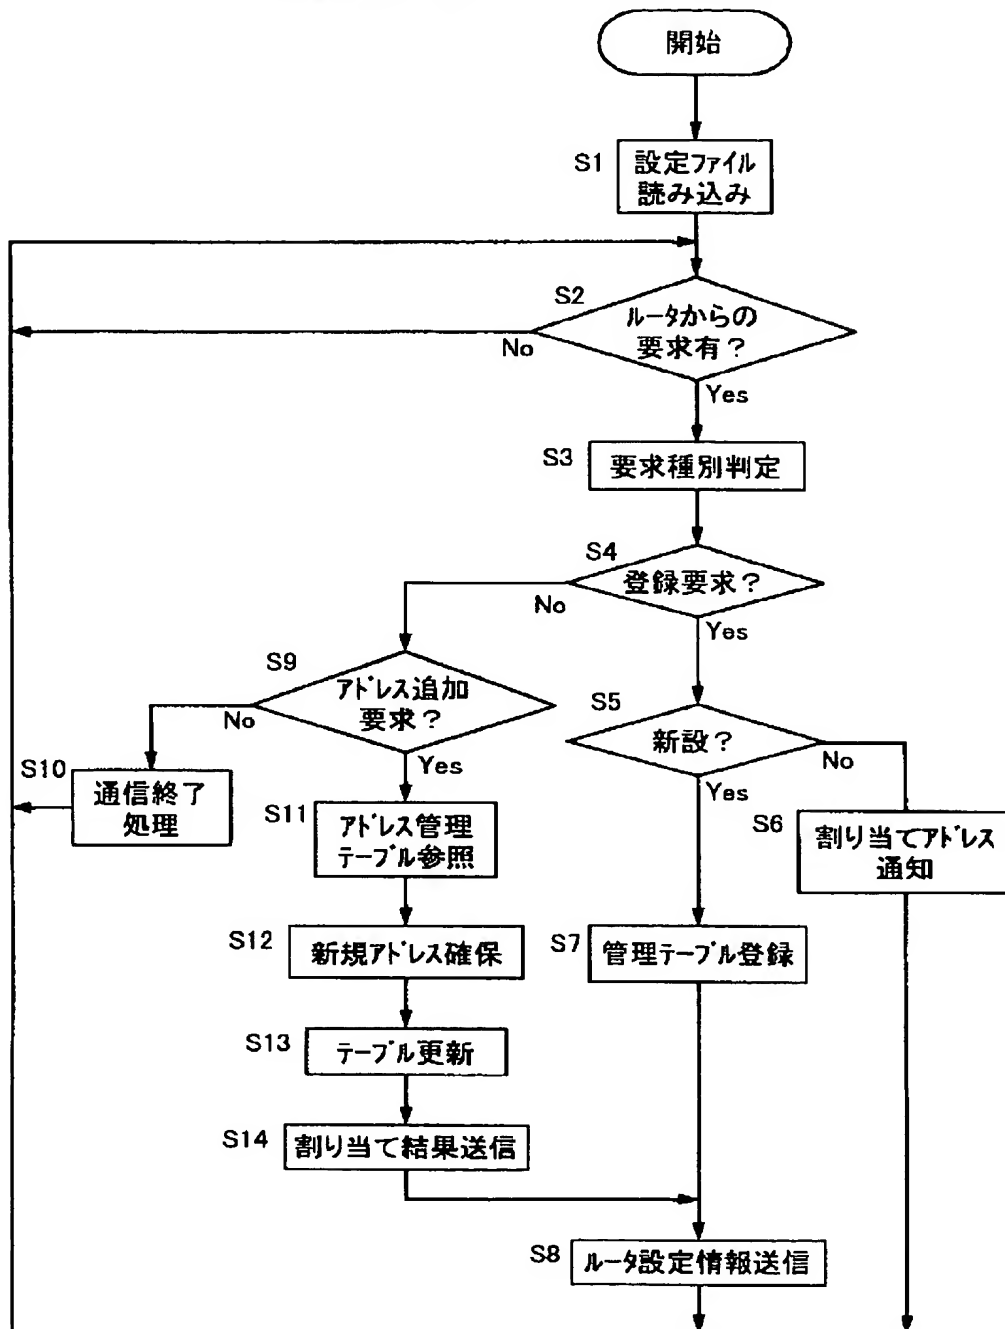 開始
S1
設定ファイル
読み込み
S2
ルータからの
要求有？
No
Yes
S3
要求種別判定
S4
登録要求？
No
Yes
S9
アドレス追加
要求？
No
Yes
S5
新設？
No
Yes
S10
通信終了
処理
S11
アドレス管理
テーブル参照
S6
割り当てアドレス
通知
S12
新規アドレス確保
S7
管理テーブル登録
S13
テーブル更新
S14
割り当て結果送信
S8
ルータ設定情報送信